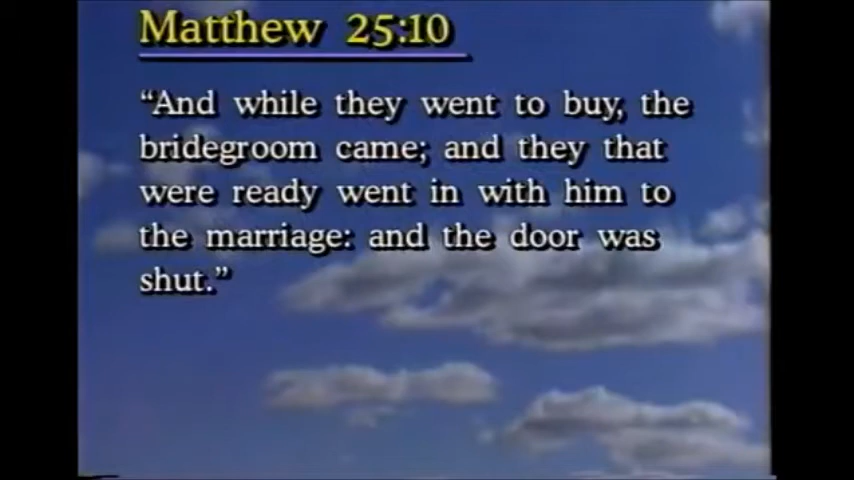 Matthew 25:10
“And while they went to buy, the
bridegroom came; and they that
were ready went in with him to
the marriage: and the door was
shut.”